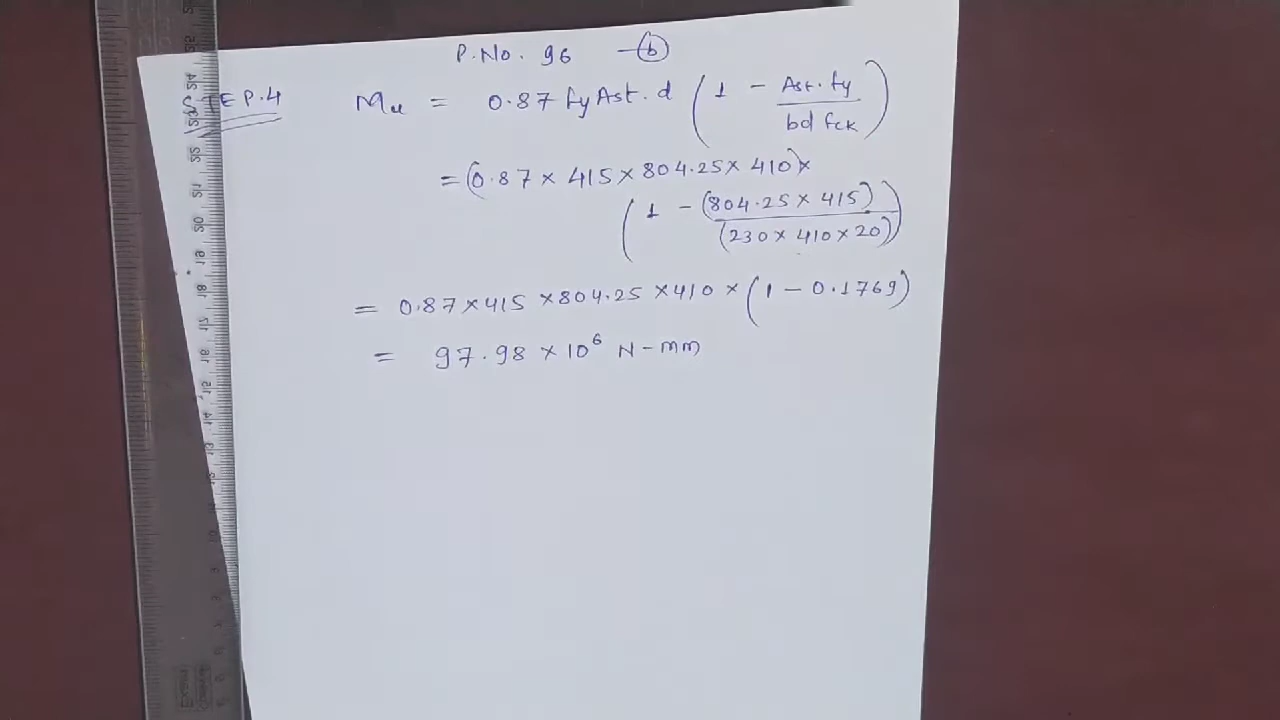 P.No. 96 -(b)
STEP.4 Mu = 0.87 fy Ast. d (1 - Ast. fy / bd fck)
= (0.87 × 415 × 804.25 × 410) ×
(1 - (804.25 × 415) / (230 × 410 × 20))
= 0.87 × 415 × 804.25 × 410 × (1 - 0.1769)
= 97.98 × 10⁶ N-mm